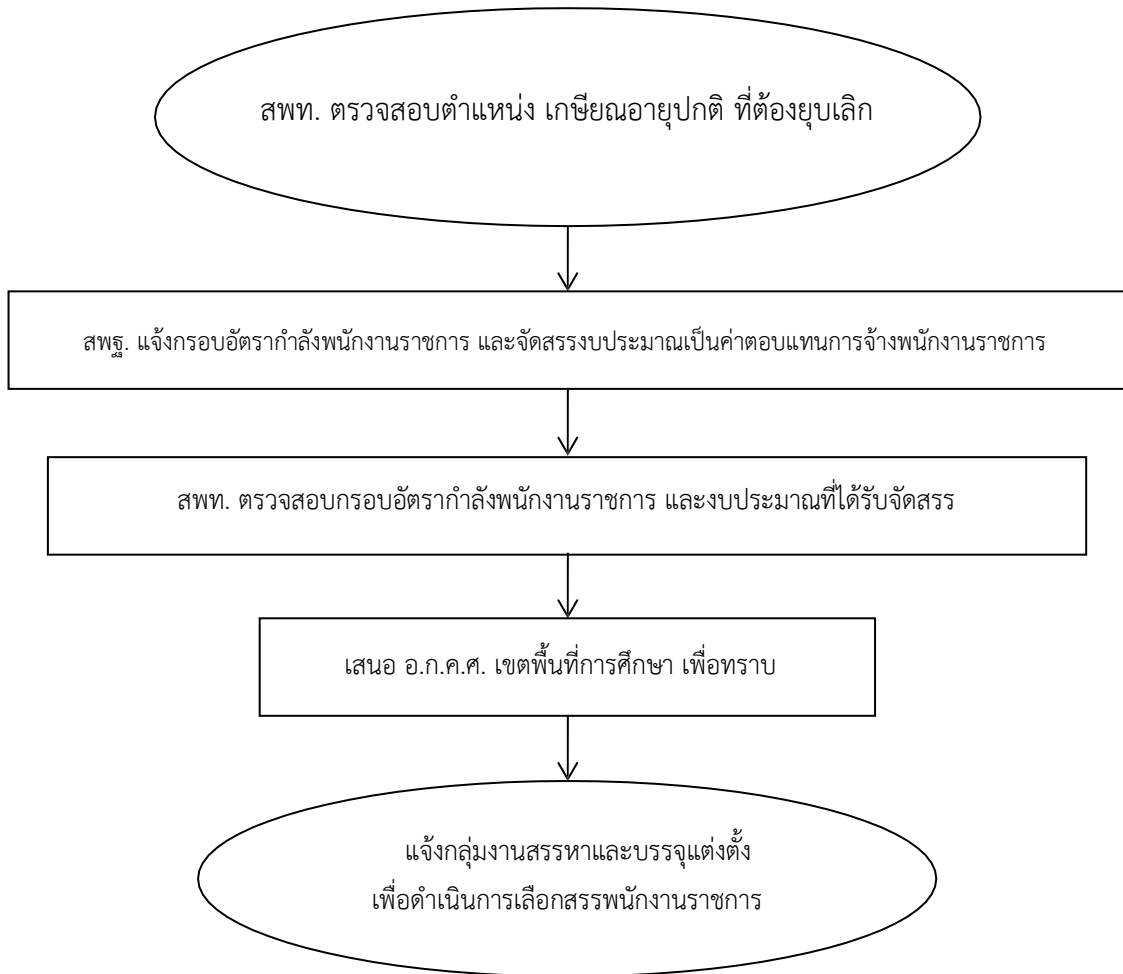 สพท. ตรวจสอบตำแหน่ง เกษียณอายุปกติ ที่ต้องยุบเลิก
สพฐ. แจ้งกรอบอัตรากำลังพนักงานราชการ และจัดสรรงบประมาณเป็นค่าตอบแทนการจ้างพนักงานราชการ
สพท. ตรวจสอบกรอบอัตรากำลังพนักงานราชการ และงบประมาณที่ได้รับจัดสรร
เสนอ อ.ก.ค.ศ. เขตพื้นที่การศึกษา เพื่อทราบ
แจ้งกลุ่มงานสรรหาและบรรจุแต่งตั้ง
เพื่อดำเนินการเลือกสรรพนักงานราชการ